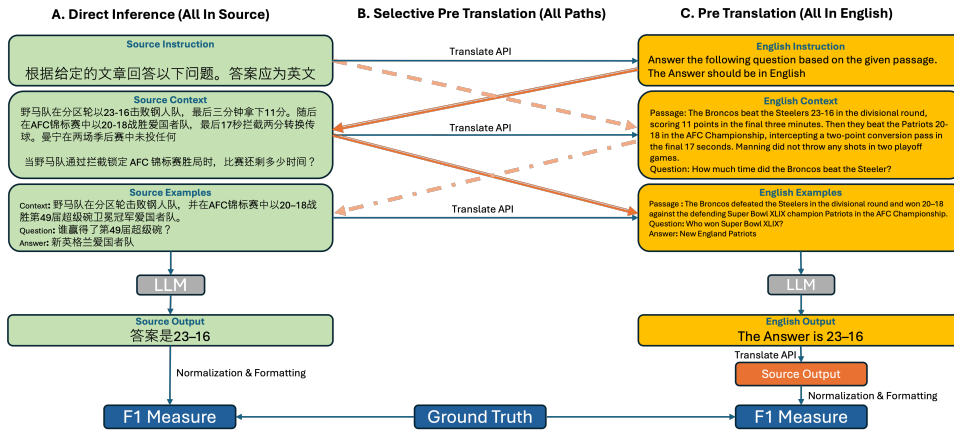 A. Direct Inference (All In Source)
B. Selective Pre Translation (All Paths)
C. Pre Translation (All In English)
Source Instruction
根据给定的文章回答以下问题。答案应为英文
Translate API
English Instruction
Answer the following question based on the given passage.
The Answer should be in English
Source Context
野马队在分区轮以23-16击败钢人队，最后三分钟拿下11分。随后
在AFC锦标赛中以20-18战胜爱国者队，最后17秒拦截两分转换传
球。曼宁在两场季后赛中未投任何
当野马队通过拦截锁定 AFC 锦标赛胜局时，比赛还剩多少时间？
Translate API
English Context
Passage: The Broncos beat the Steelers 23-16 in the divisional round,
scoring 11 points in the final three minutes. Then they beat the Patriots 20-
18 in the AFC Championship, intercepting a two-point conversion pass in
the final 17 seconds. Manning did not throw any shots in two playoff
games.
Question: How much time did the Broncos beat the Steeler?
Source Examples
Context: 野马队在分区轮击败钢人队，并在AFC锦标赛中以20–18战
胜第49届超级碗卫冕冠军爱国者队。
Question: 谁赢得了第49届超级碗？
Answer: 新英格兰爱国者队
Translate API
English Examples
Passage : The Broncos defeated the Steelers in the divisional round and won 20–18
against the defending Super Bowl XLIX champion Patriots in the AFC Championship.
Question: Who won Super Bowl XLIX?
Answer: New England Patriots
LLM
LLM
Source Output
答案是23–16
English Output
The Answer is 23–16
Translate API
Source Output
Normalization & Formatting
Normalization & Formatting
F1 Measure
Ground Truth
F1 Measure